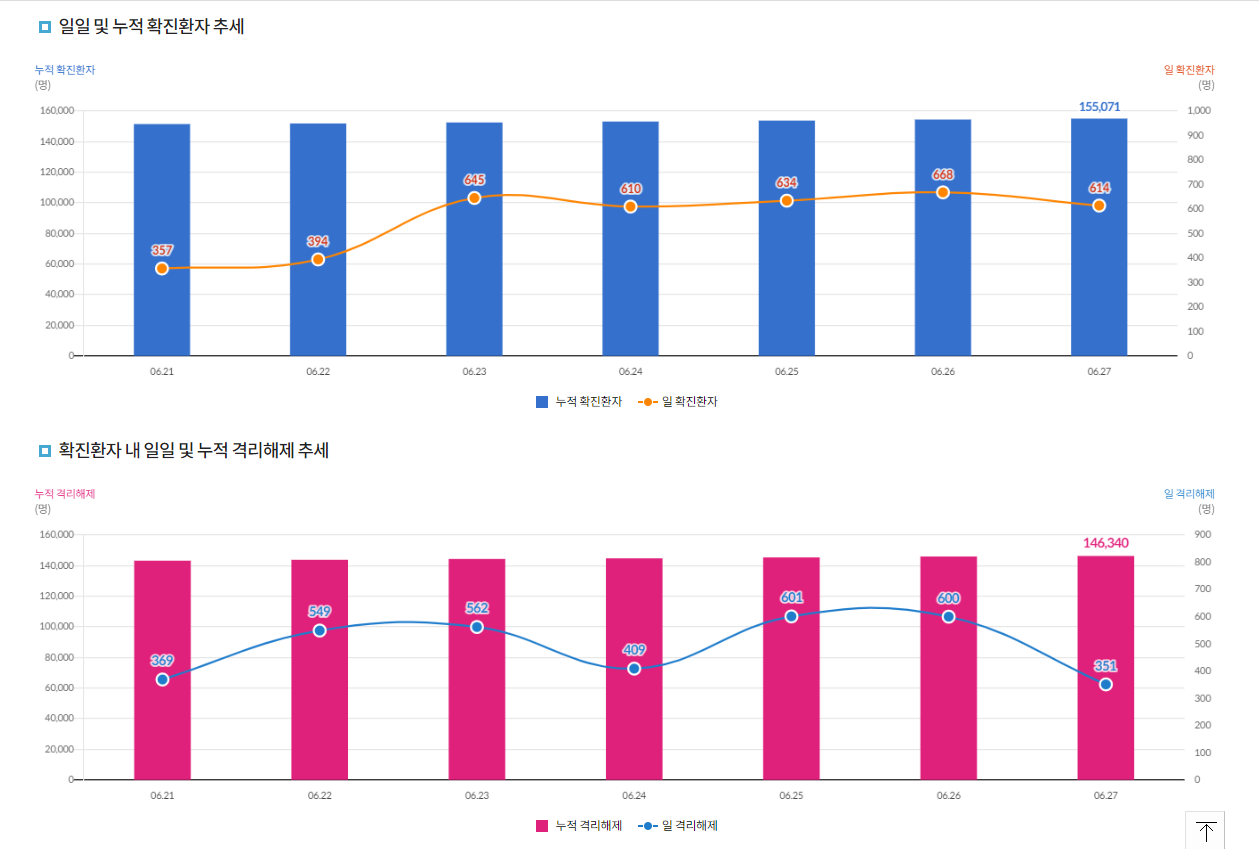 일일 및 누적 확진환자 추세
누적 확진환자 일 확진환자
(명) (명)
155,071
160,000 1,000
140,000 900
120,000 800
100,000 700
80,000 600
60,000 500
40,000 400
20,000 300
0 200
100
0
357 394 645 610 634 668 614
06.21 06.22 06.23 06.24 06.25 06.26 06.27
누적 확진환자 일 확진환자
확진환자 내 일일 및 누적 격리해제 추세
누적 격리해제 일 격리해제
(명) (명)
146,340
160,000 900
140,000 800
120,000 700
100,000 600
80,000 500
60,000 400
40,000 300
20,000 200
0 100
0
369 549 562 409 601 600 351
06.21 06.22 06.23 06.24 06.25 06.26 06.27
누적 격리해제 일 격리해제